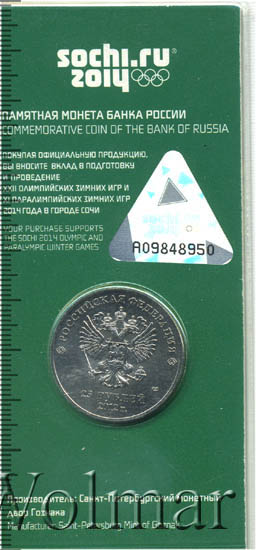 sochi.ru
2014
ПАМЯТНАЯ МОНЕТА БАНКА РОССИИ
COMMEMORATIVE COIN OF THE BANK OF RUSSIA
ПОКУПАЯ ОФИЦИАЛЬНУЮ ПРОДУКЦИЮ,
ВЫ ВНОСИТЕ ВКЛАД В ПОДГОТОВКУ
И ПРОВЕДЕНИЕ
XXII ОЛИМПИЙСКИХ ЗИМНИХ ИГР И
XI ПАРАЛИМПИЙСКИХ ЗИМНИХ ИГР
2014 ГОДА В ГОРОДЕ СОЧИ
YOUR PURCHASE SUPPORTS
THE SOCHI 2014 OLYMPIC AND
PARALYMPIC WINTER GAMES
A09848950
РОССИЙСКАЯ ФЕДЕРАЦИЯ
25 РУБЛЕЙ
2012 г.
Производитель: Санкт-Петербургский Монетный
Двор Гознака
Manufacturer: Saint-Petersburg Mint of Goznak
Volmar